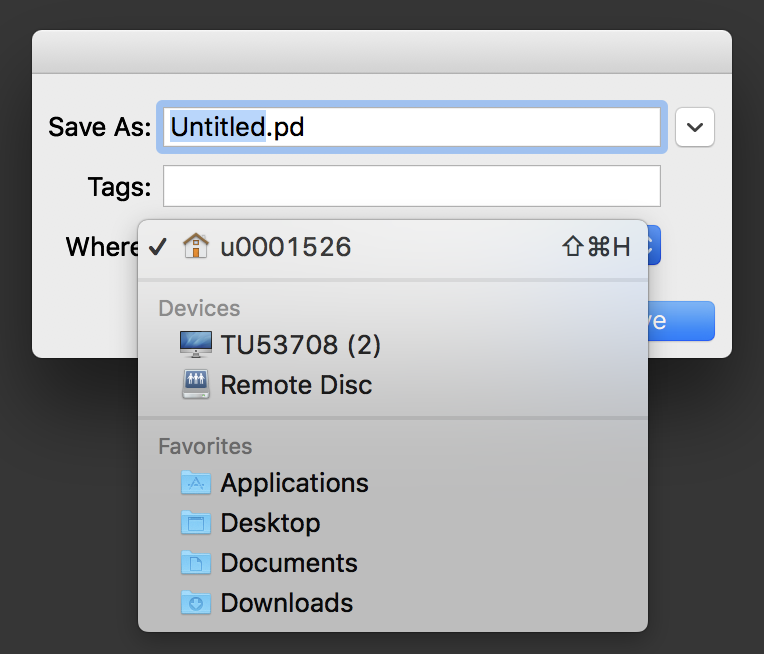 Save As: Untitled.pd
Tags:
Where u0001526 ⇧⌘H
Devices
TU53708 (2)
Remote Disc
Favorites
Applications
Desktop
Documents
Downloads